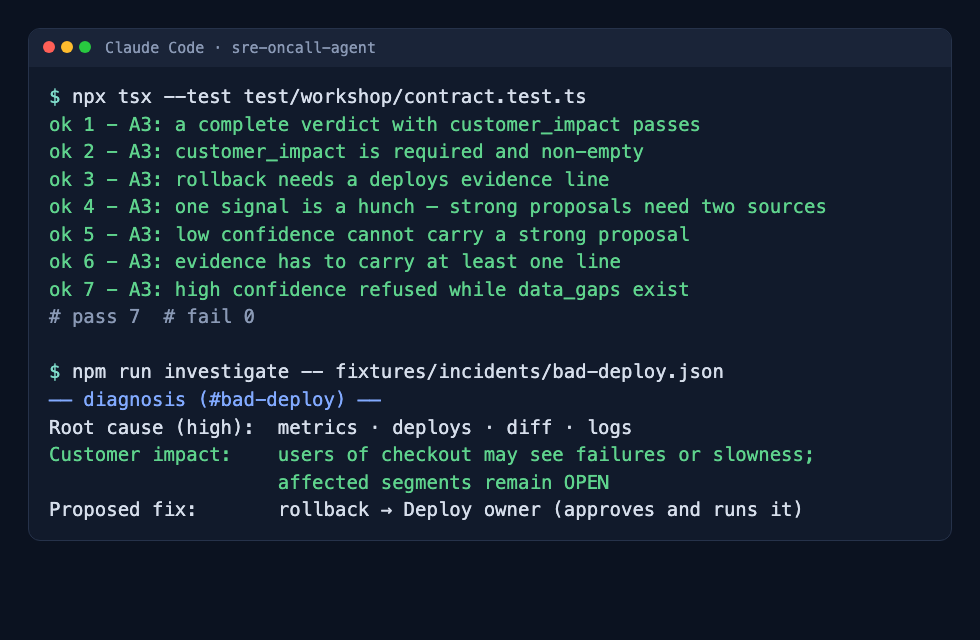 Claude Code · sre-oncall-agent
$ npx tsx --test test/workshop/contract.test.ts
ok 1 – A3: a complete verdict with customer_impact passes
ok 2 – A3: customer_impact is required and non-empty
ok 3 – A3: rollback needs a deploys evidence line
ok 4 – A3: one signal is a hunch — strong proposals need two sources
ok 5 – A3: low confidence cannot carry a strong proposal
ok 6 – A3: evidence has to carry at least one line
ok 7 – A3: high confidence refused while data_gaps exist
# pass 7  # fail 0
$ npm run investigate -- fixtures/incidents/bad-deploy.json
── diagnosis (#bad-deploy) ──
Root cause (high):  metrics · deploys · diff · logs
Customer impact:    users of checkout may see failures or slowness;
affected segments remain OPEN
Proposed fix:       rollback → Deploy owner (approves and runs it)